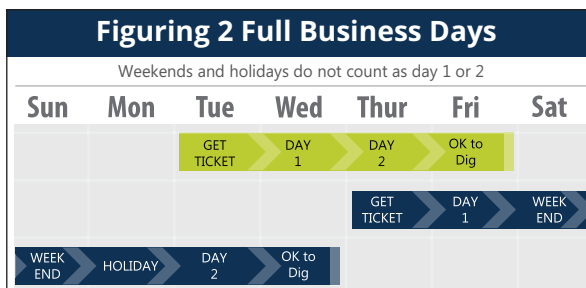 Figuring 2 Full Business Days
Weekends and holidays do not count as day 1 or 2
Sun Mon Tue Wed Thur Fri Sat
GET TICKET DAY 1 DAY 2 OK to Dig
GET TICKET DAY 1 WEEK END
WEEK END HOLIDAY DAY 2 OK to Dig